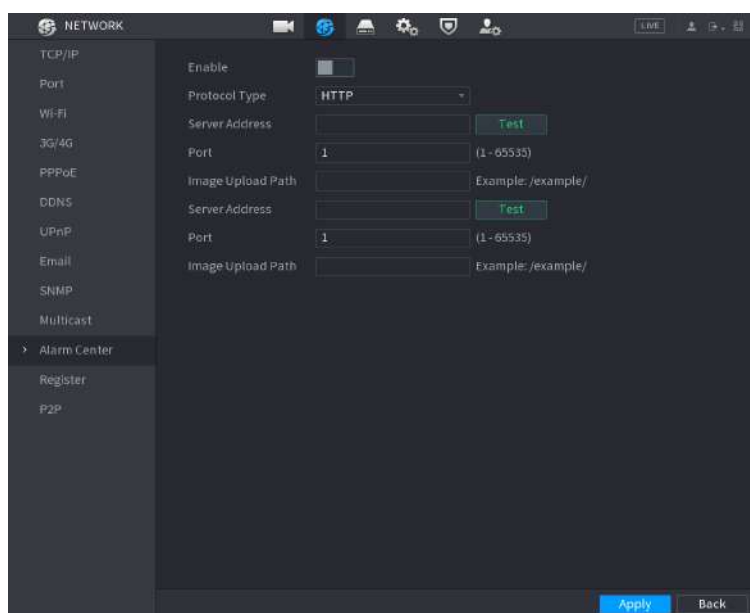 NETWORK
LIVE
TCP/IP
Port
Wi-Fi
3G/4G
PPPoE
DDNS
UPnP
Email
SNMP
Multicast
Alarm Center
Register
P2P
Enable
Protocol Type HTTP
Server Address Test
Port 1 (1-65535)
Image Upload Path Example: /example/
Server Address Test
Port 1 (1-65535)
Image Upload Path Example: /example/
Apply Back